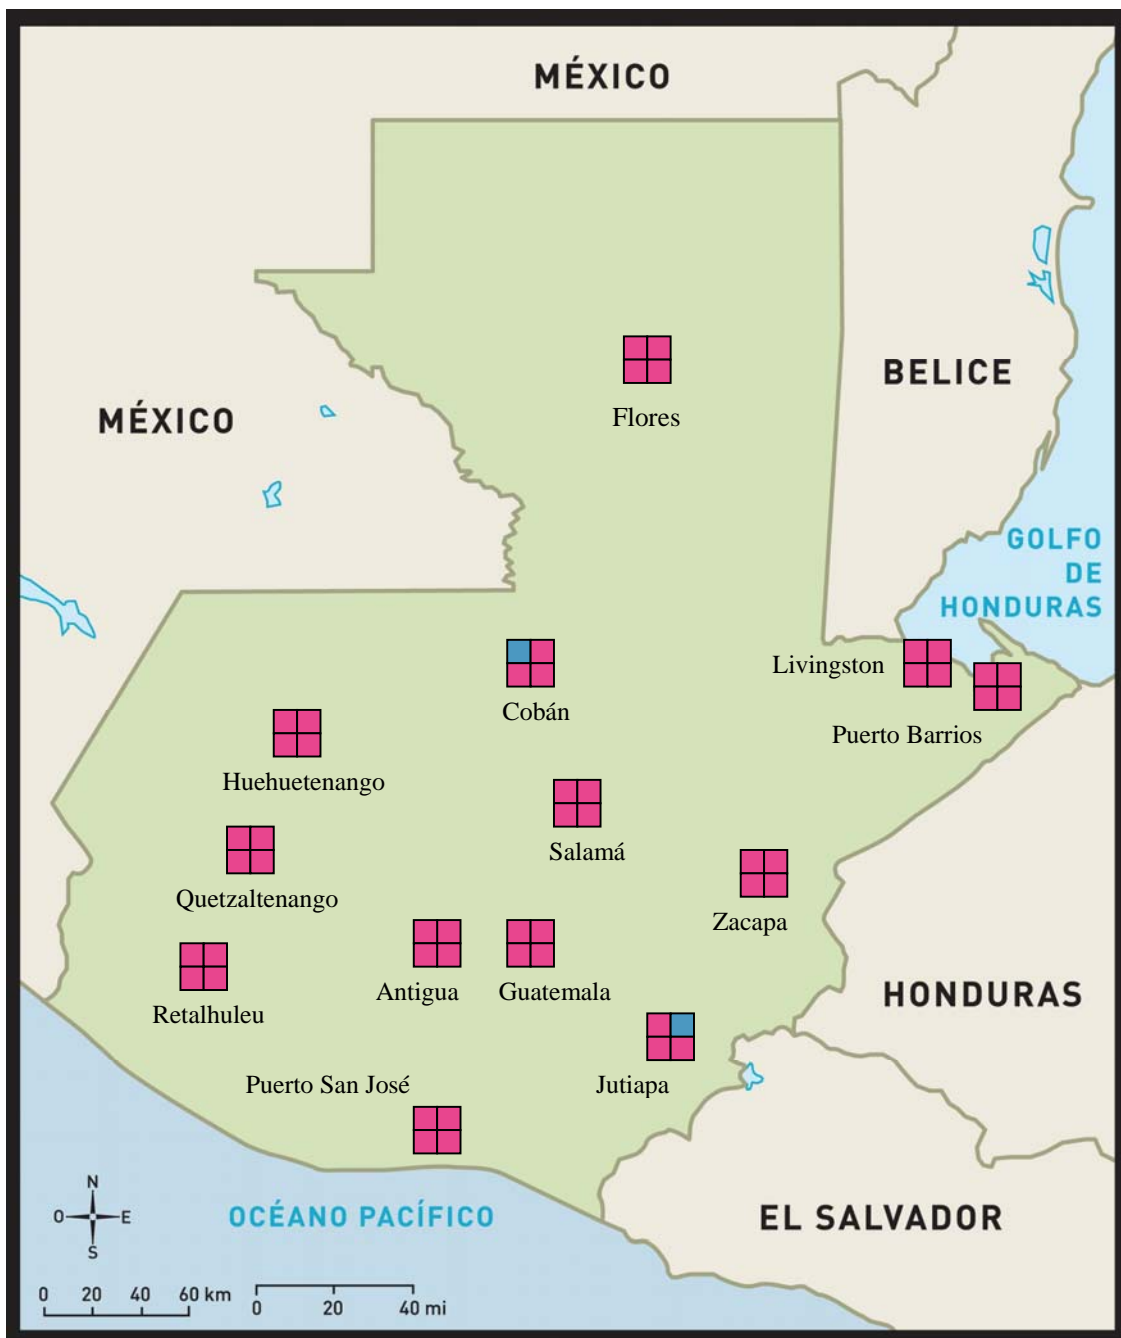 MÉXICO
Flores
BELICE
MÉXICO
GOLFO
DE
HONDURAS
Livingston
Cobán
Puerto Barrios
Huehuetenango
Salamá
Quetzaltenango
Zacapa
Antigua
Guatemala
HONDURAS
Retalhuleu
Puerto San José
Jutiapa
N
O
E
S
OCÉANO PACÍFICO
EL SALVADOR
0 20 40 60 km
0 20 40 mi